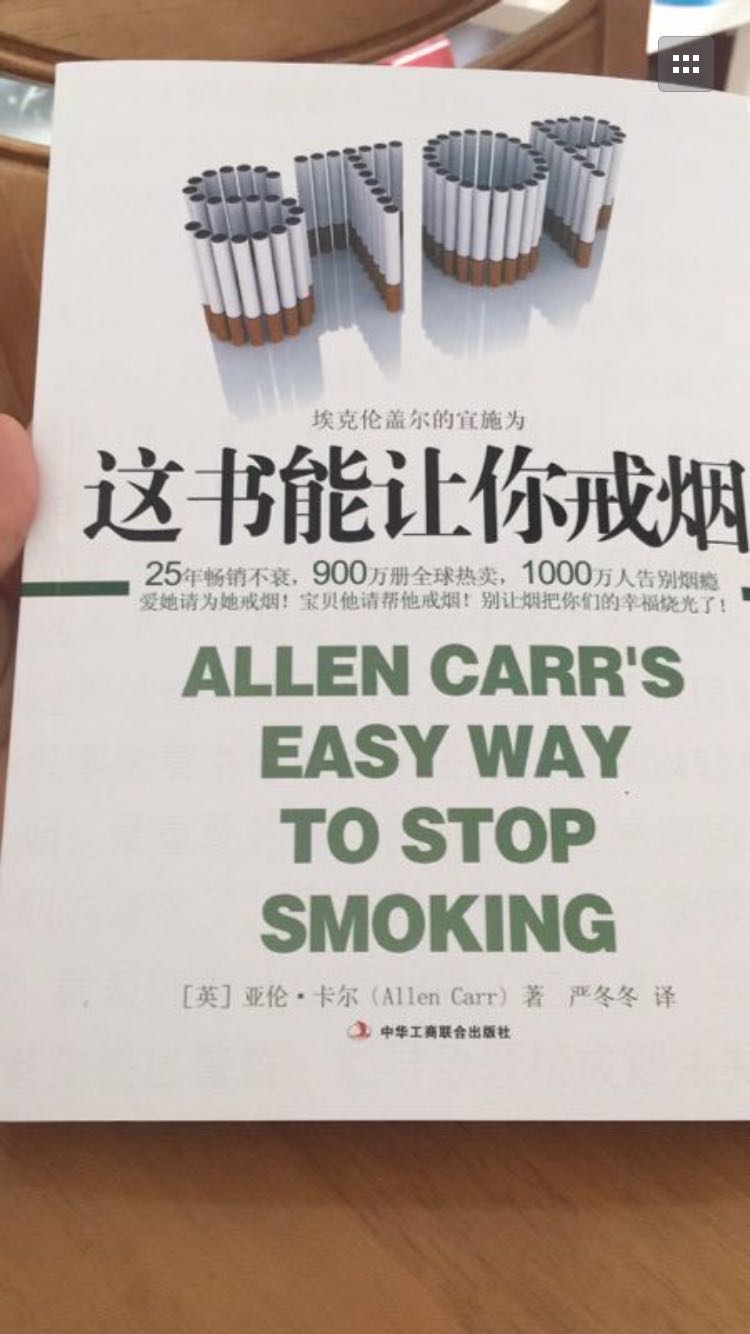 STOP
埃克伦盖尔的宜施为
这书能让你戒烟
25年畅销不衰，900万册全球热卖，1000万人告别烟瘾
爱她请为她戒烟！宝贝他请帮他戒烟！别让烟把你们的幸福烧光了！
ALLEN CARR'S
EASY WAY
TO STOP
SMOKING
[英] 亚伦·卡尔 (Allen Carr) 著 严冬冬 译
中华工商联合出版社